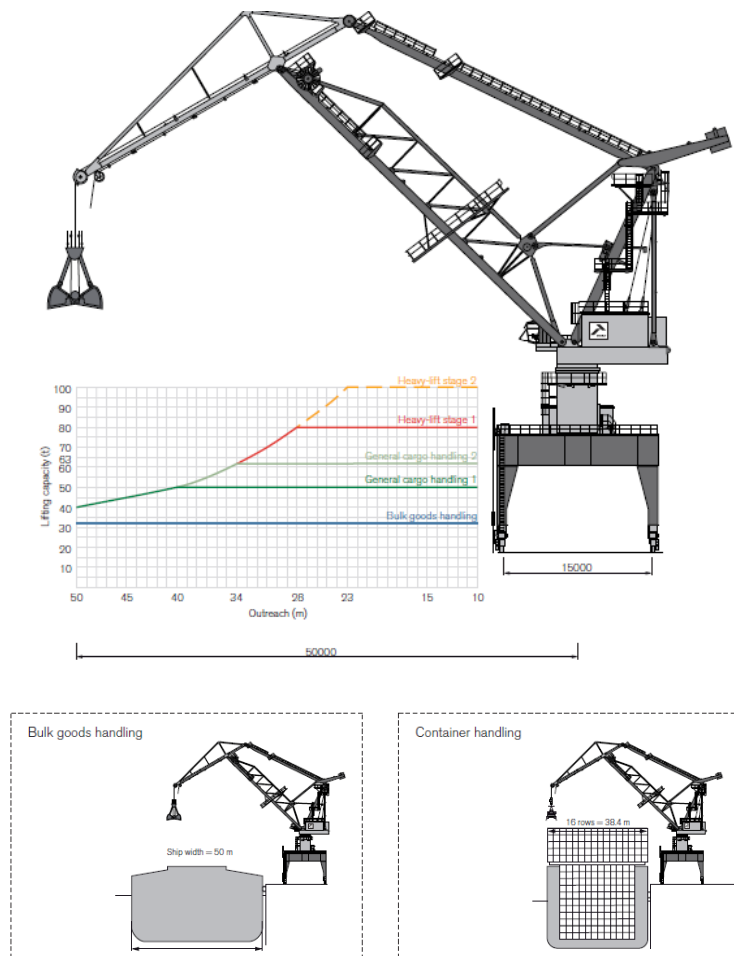 100
Heavy-lift stage 2
90
80
Heavy-lift stage 1
70
63
60
General cargo handling 2
50
General cargo handling 1
40
30
Bulk goods handling
20
10
Lifting capacity (t)
50 45 40 34 28 23 15 10
Outreach (m)
15000
50000
Bulk goods handling
Ship width = 50 m
Container handling
16 rows = 38.4 m